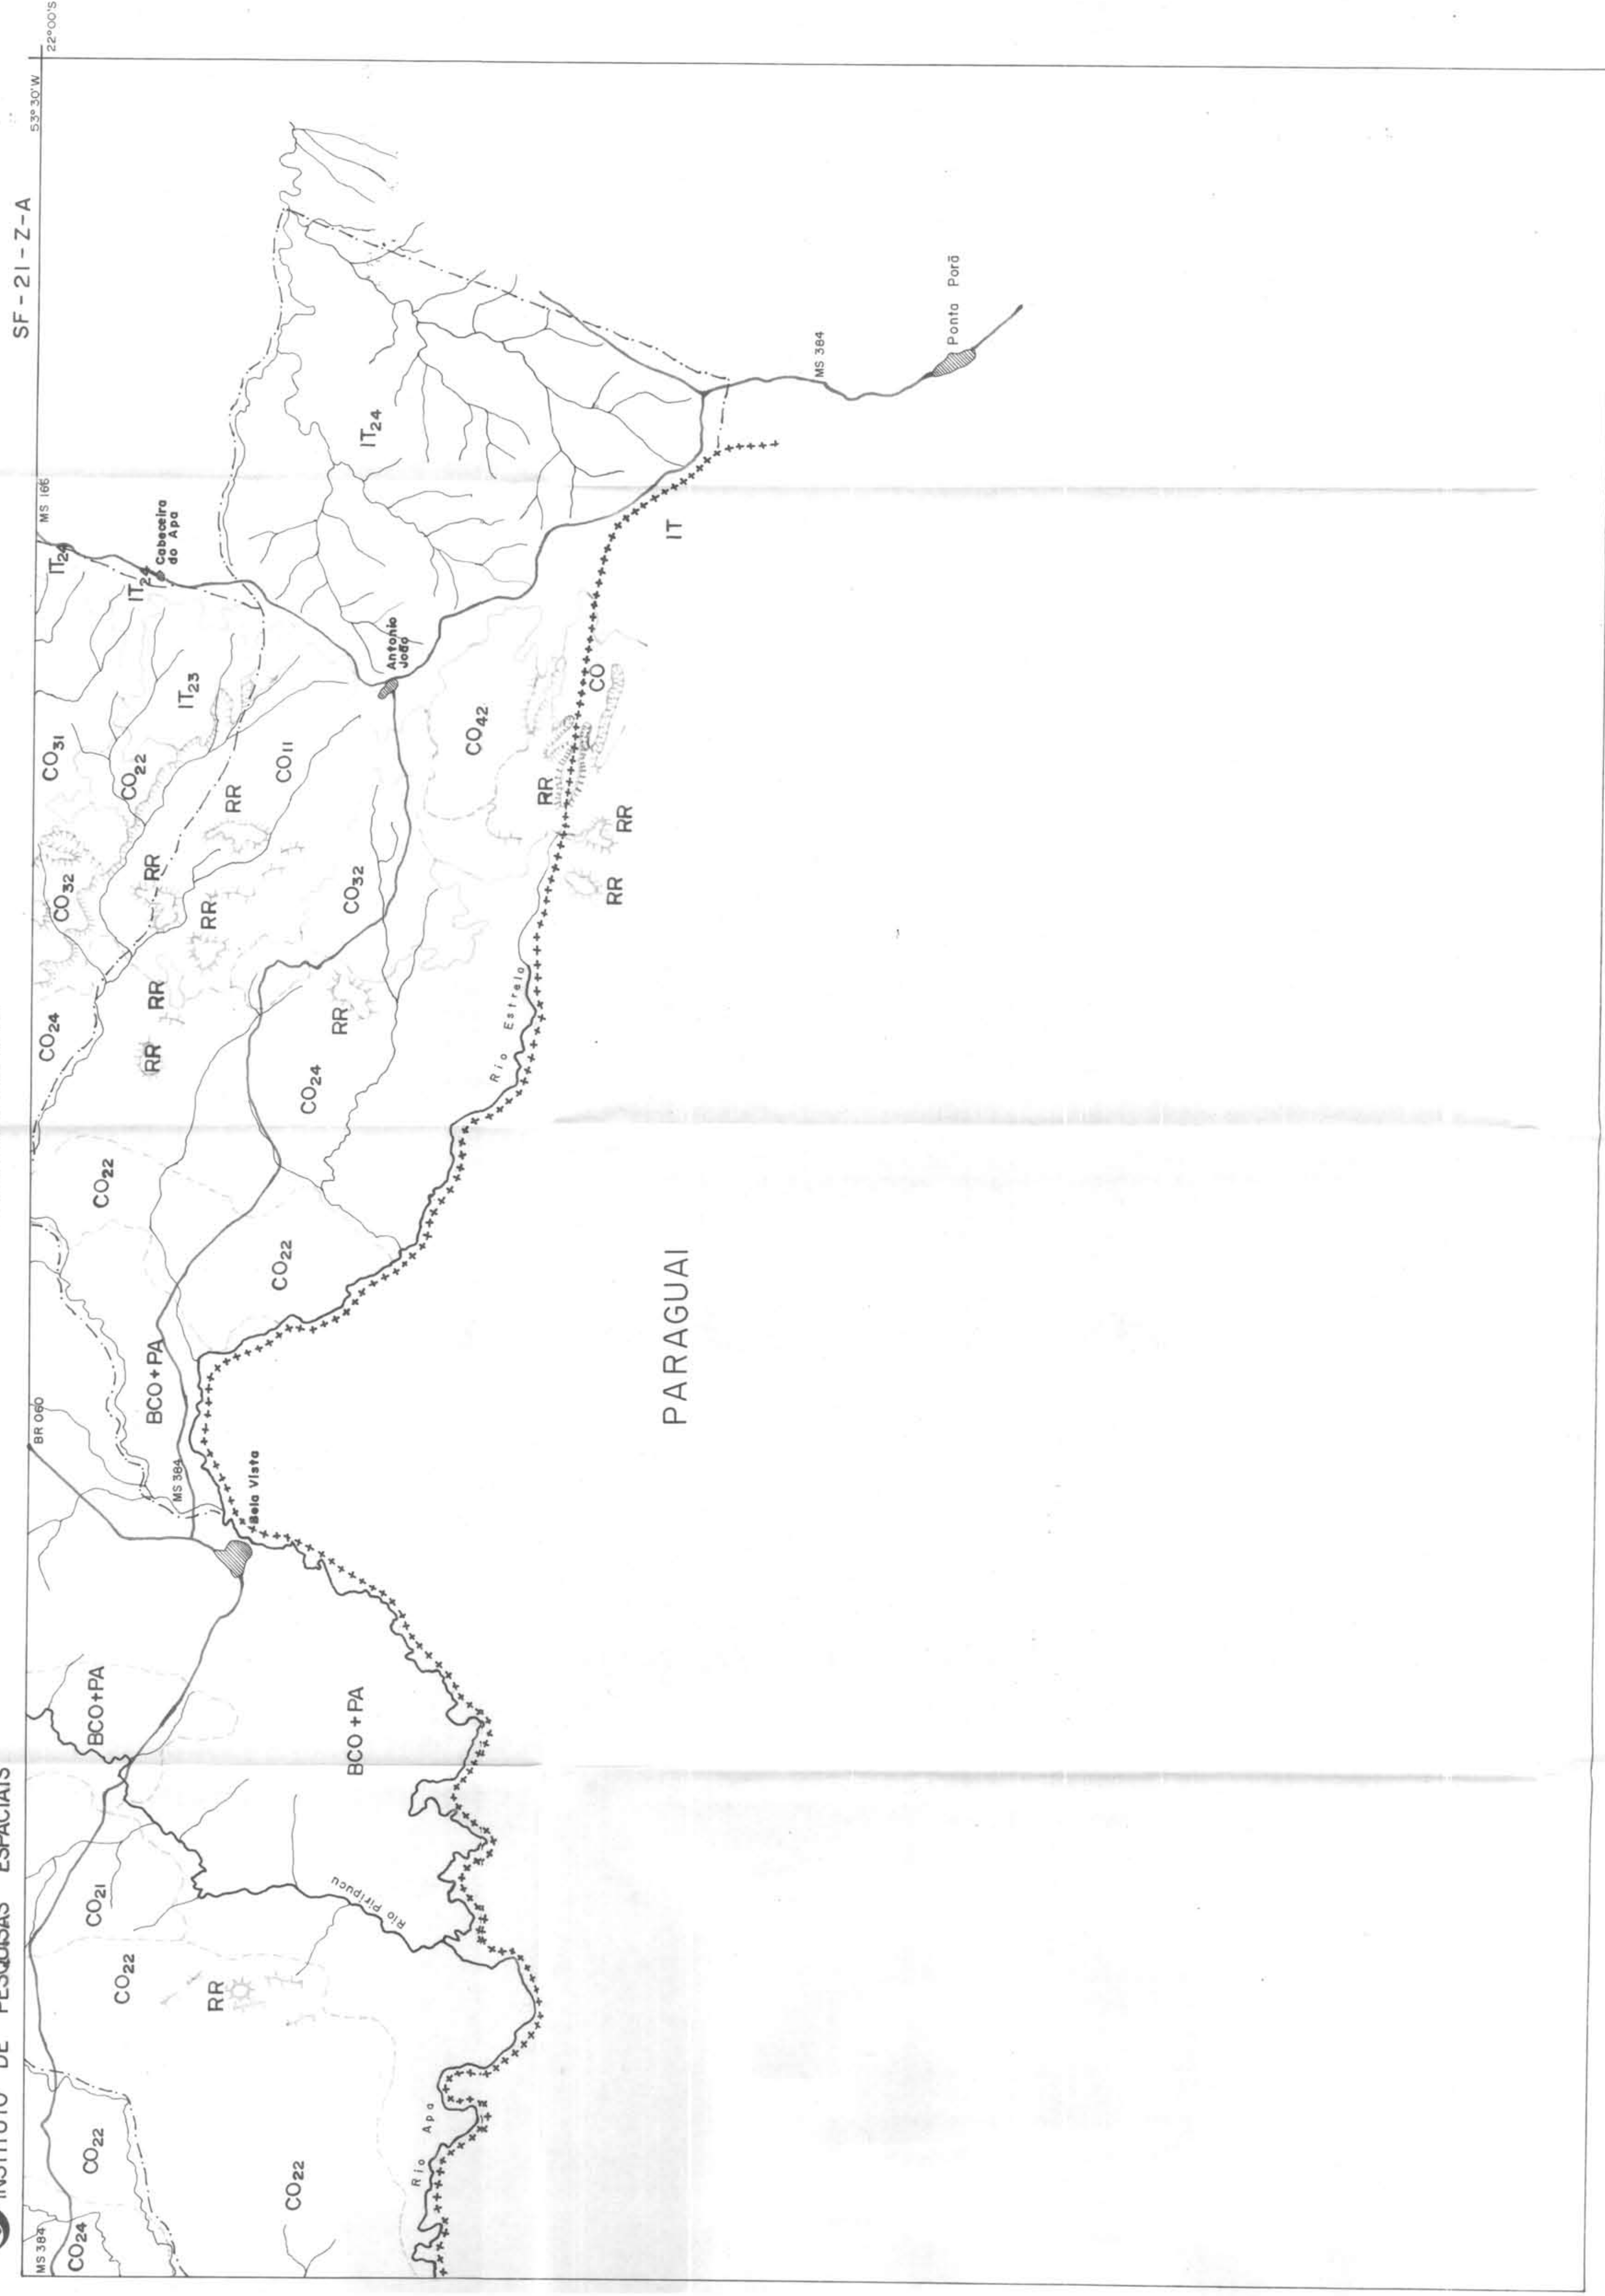 INSTITUTO DE PESQUISAS ESPACIAIS
SF-21-Z-A
53°30'W
22°00'S
MS 384
BR 060
MS 166
CO24
CO22
CO22
CO21
CO22
RR
BCO+PA
BCO+PA
Rio Piripucu
Rio Apa
Bela Vista
MS 384
BCO+PA
CO22
CO22
CO24
CO24
RR
RR
RR
RR
RR
RR
CO32
CO32
CO31
CO22
CO11
IT23
IT24
IT24
Cabeceira
do Apa
Antonio
João
CO42
RR
CO
RR
RR
Rio Estrela
IT24
IT
MS 384
Ponta Porã
PARAGUAI